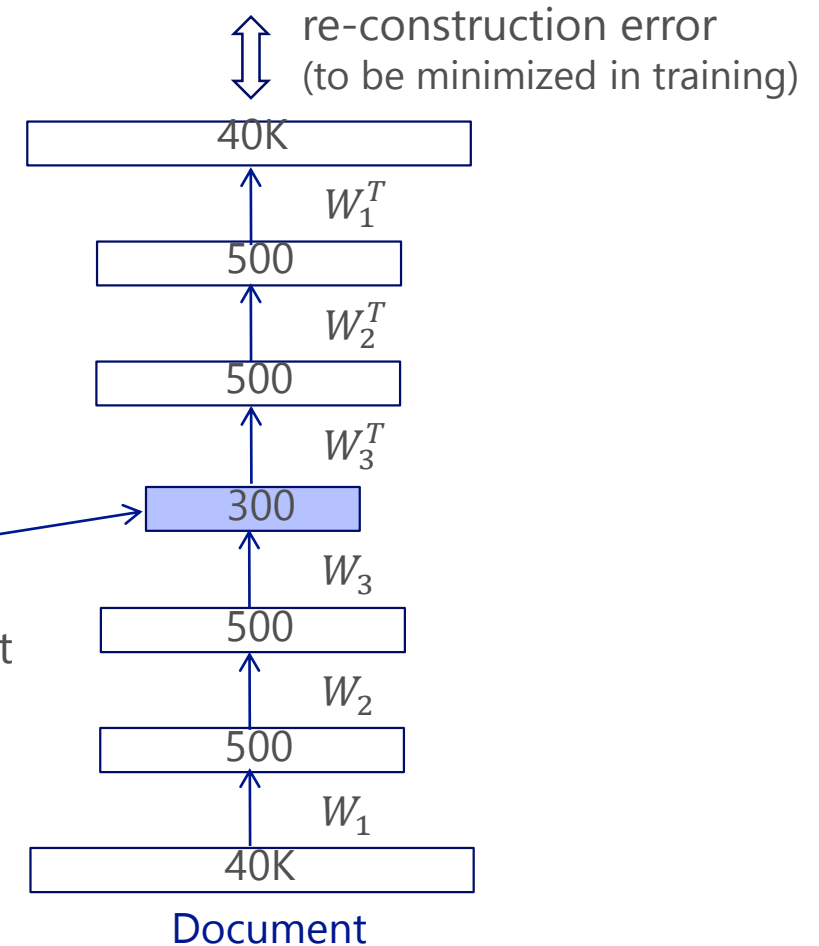 re-construction error
(to be minimized in training)
40K
W_1^T
500
W_2^T
500
W_3^T
300
W_3
500
t
W_2
500
W_1
40K
Document